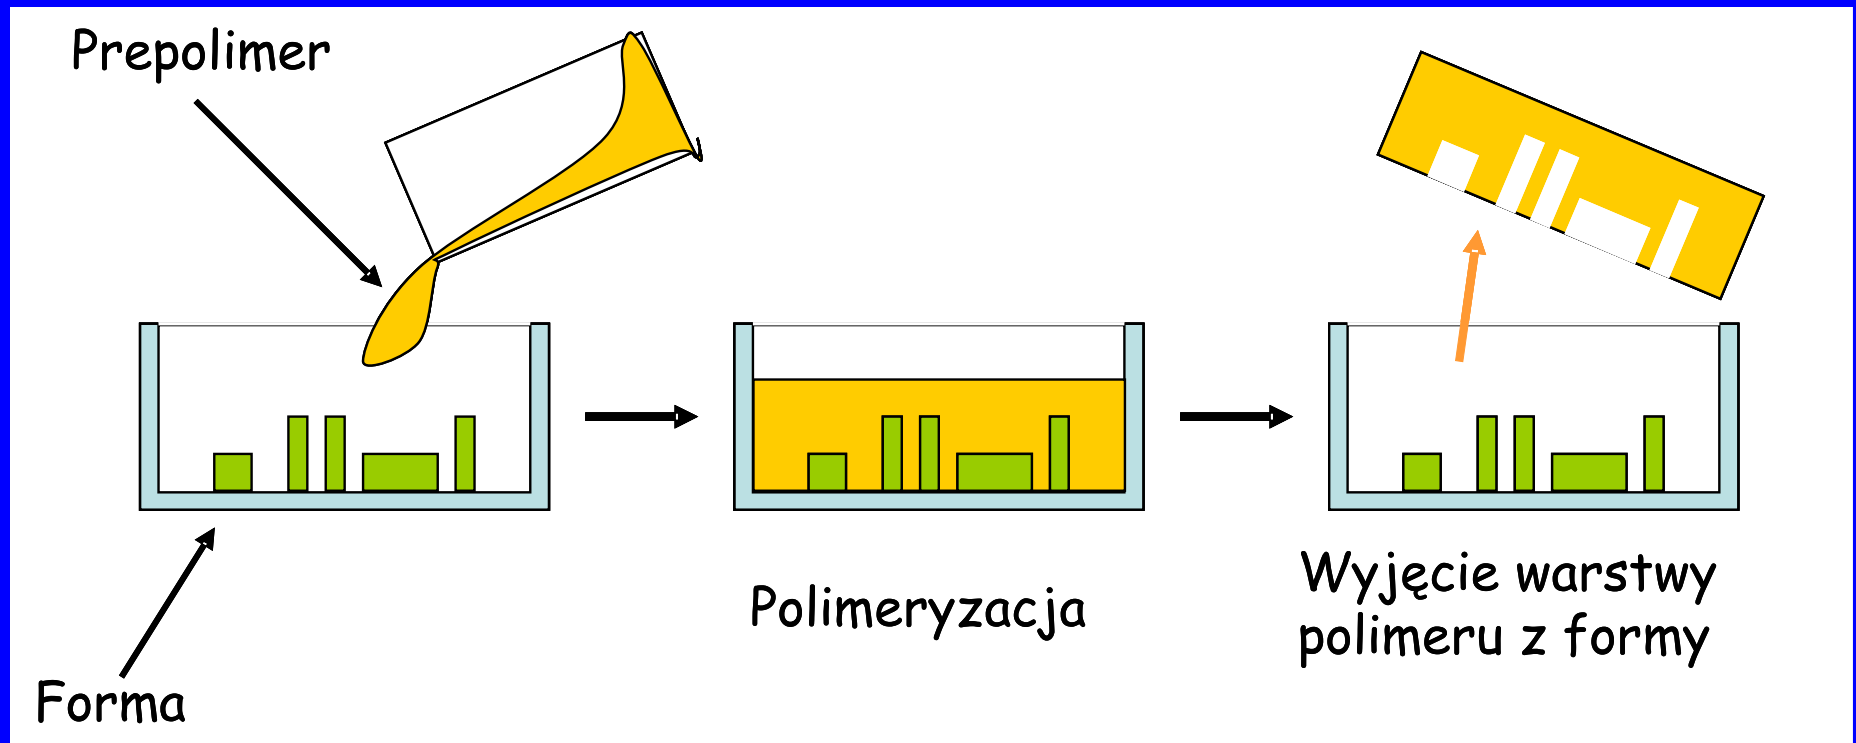 Prepolimer
Forma
Polimeryzacja
Wyjęcie warstwy
polimeru z formy